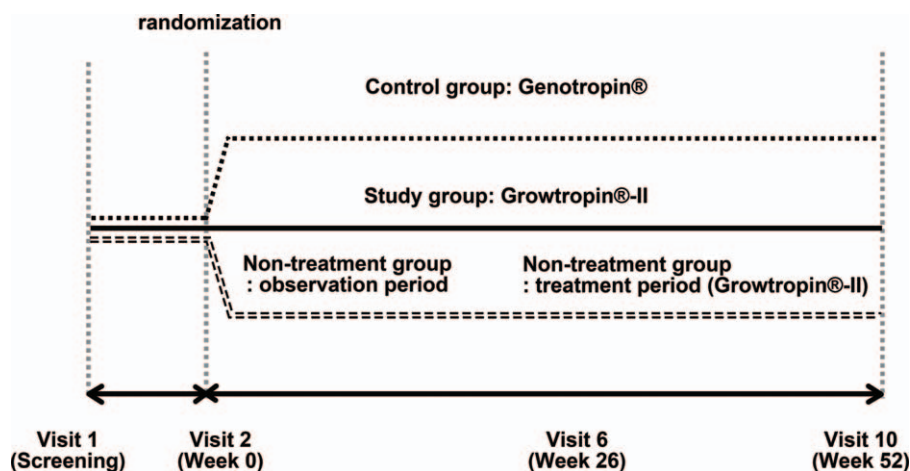 randomization
Control group: Genotropin®
Study group: Growtropin®-II
Non-treatment group
: observation period
Non-treatment group
: treatment period (Growtropin®-II)
Visit 1
(Screening)
Visit 2
(Week 0)
Visit 6
(Week 26)
Visit 10
(Week 52)